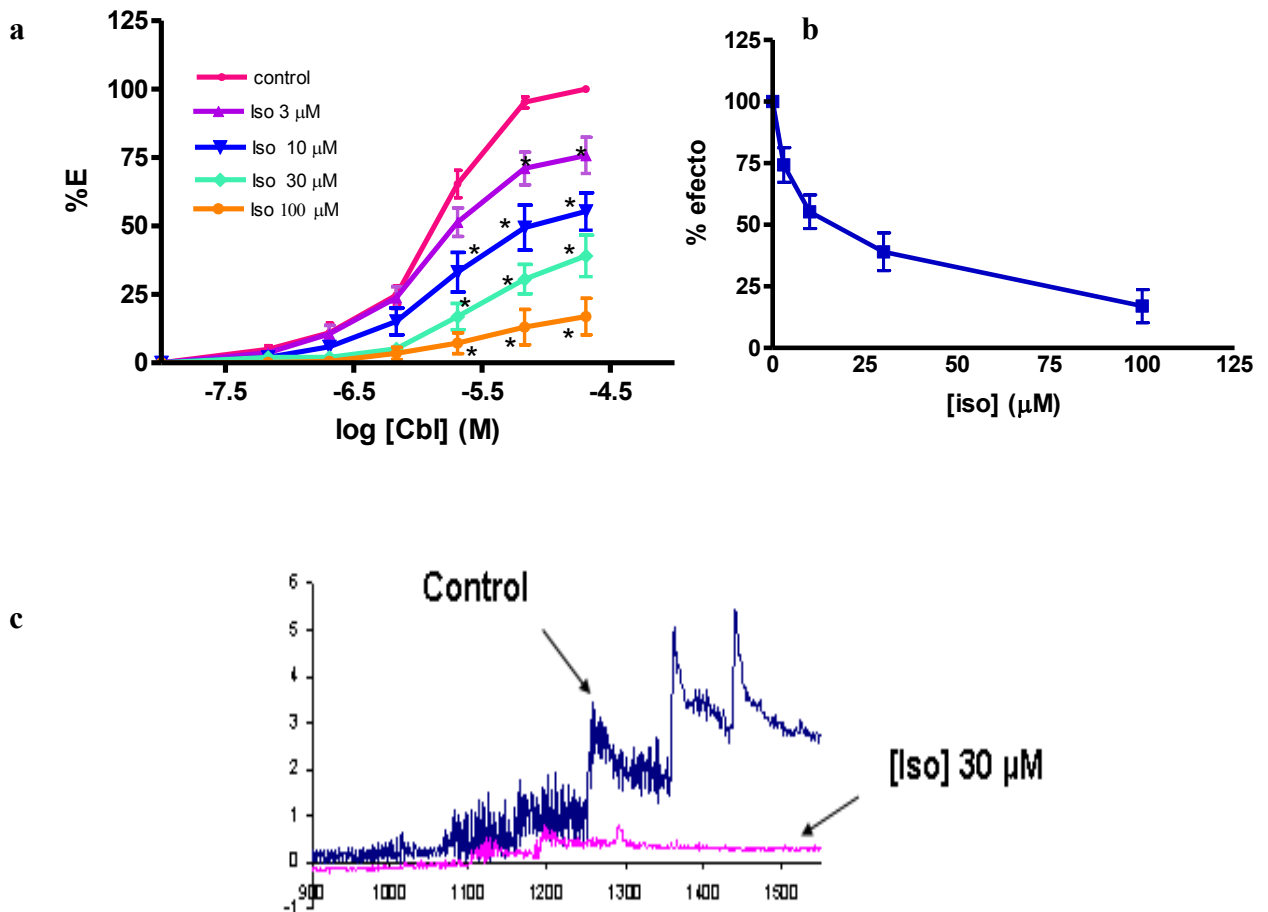 a
125
100
75
50
25
0
%E
control
Iso 3 μM
Iso 10 μM
Iso 30 μM
Iso 100 μM
* *
* * *
* * *
* * *
-7.5 -6.5 -5.5 -4.5
log [Cbl] (M)
b
125
100
75
50
25
0
% efecto
0 25 50 75 100 125
[iso] (μM)
c
6
5
4
3
2
1
0
-1
Control
[Iso] 30 μM
900 1000 1100 1200 1300 1400 1500